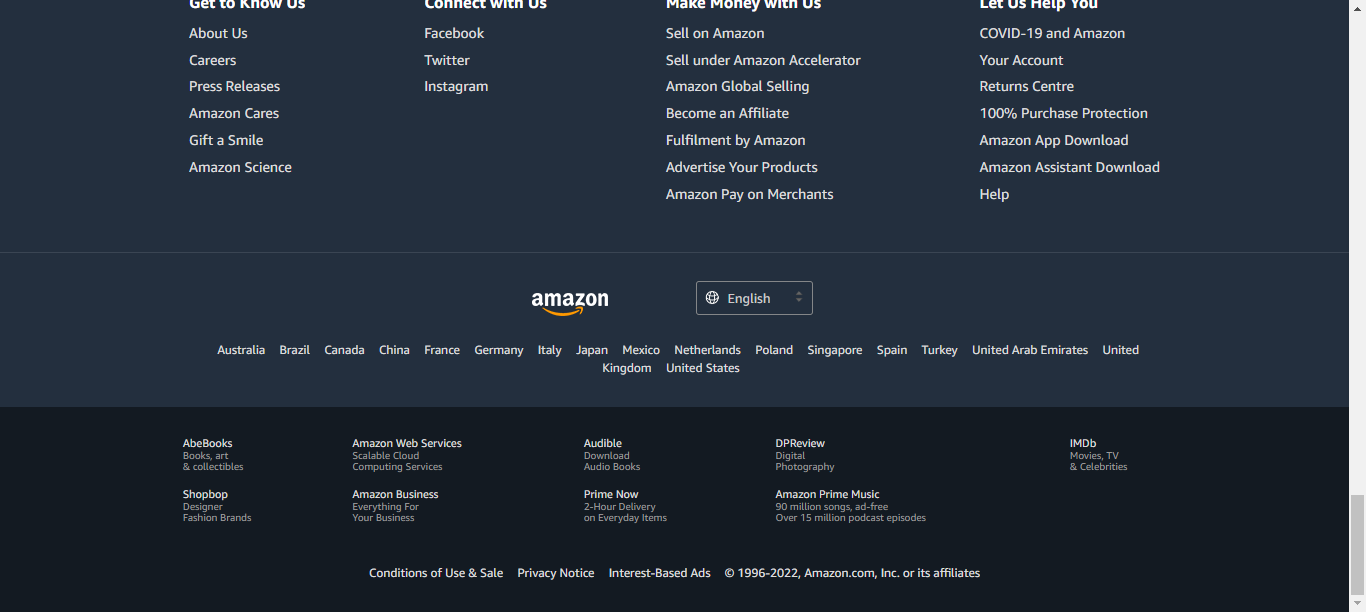 Get to Know Us
About Us
Careers
Press Releases
Amazon Cares
Gift a Smile
Amazon Science
Connect with Us
Facebook
Twitter
Instagram
Make Money with Us
Sell on Amazon
Sell under Amazon Accelerator
Amazon Global Selling
Become an Affiliate
Fulfilment by Amazon
Advertise Your Products
Amazon Pay on Merchants
Let Us Help You
COVID-19 and Amazon
Your Account
Returns Centre
100% Purchase Protection
Amazon App Download
Amazon Assistant Download
Help
amazon
English
Australia Brazil Canada China France Germany Italy Japan Mexico Netherlands Poland Singapore Spain Turkey United Arab Emirates United
Kingdom United States
AbeBooks
Books, art
& collectibles
Amazon Web Services
Scalable Cloud
Computing Services
Audible
Download
Audio Books
DPReview
Digital
Photography
IMDb
Movies, TV
& Celebrities
Shopbop
Designer
Fashion Brands
Amazon Business
Everything For
Your Business
Prime Now
2-Hour Delivery
on Everyday Items
Amazon Prime Music
90 million songs, ad-free
Over 15 million podcast episodes
Conditions of Use & Sale Privacy Notice Interest-Based Ads © 1996-2022, Amazon.com, Inc. or its affiliates